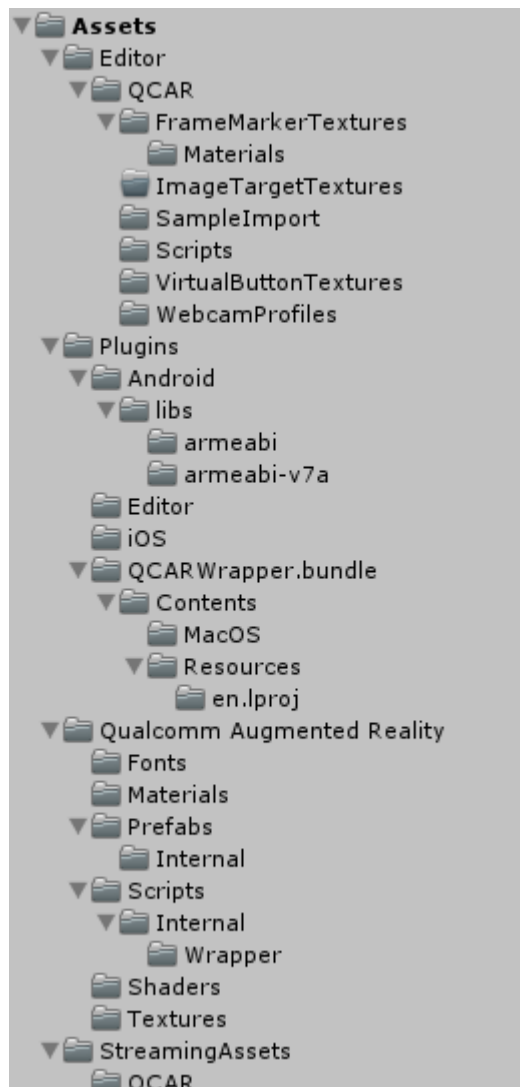 Assets
Editor
QCAR
FrameMarkerTextures
Materials
ImageTargetTextures
SampleImport
Scripts
VirtualButtonTextures
WebcamProfiles
Plugins
Android
libs
armeabi
armeabi-v7a
Editor
iOS
QCARWrapper.bundle
Contents
MacOS
Resources
en.lproj
Qualcomm Augmented Reality
Fonts
Materials
Prefabs
Internal
Scripts
Internal
Wrapper
Shaders
Textures
StreamingAssets
QCAR